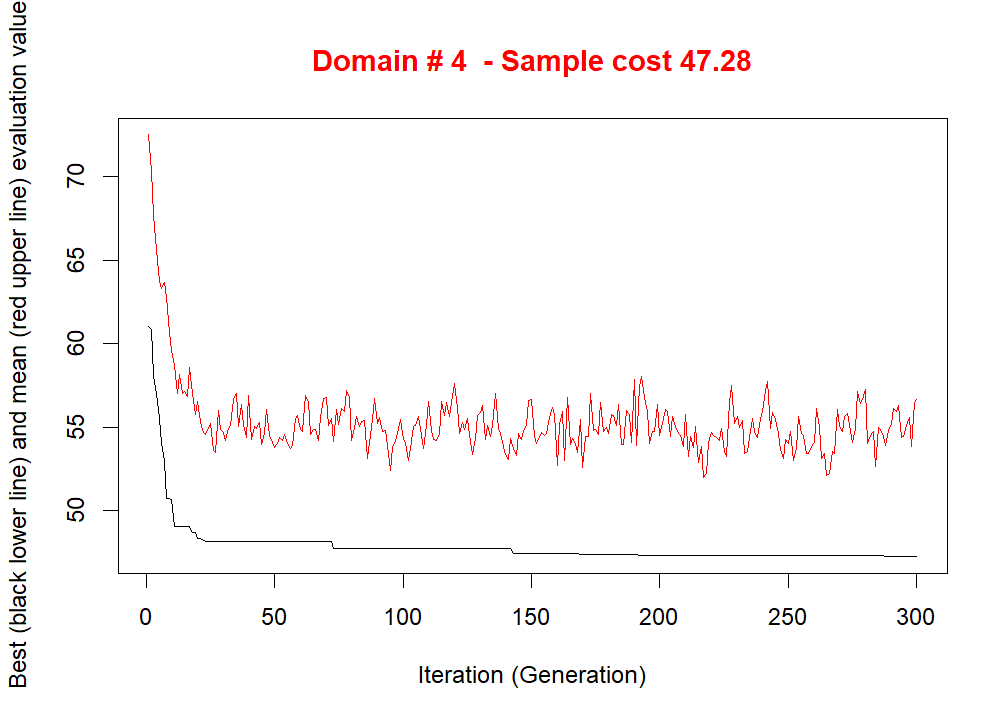 Domain # 4  - Sample cost 47.28
Best (black lower line) and mean (red upper line) evaluation value
70
65
60
55
50
0 50 100 150 200 250 300
Iteration (Generation)